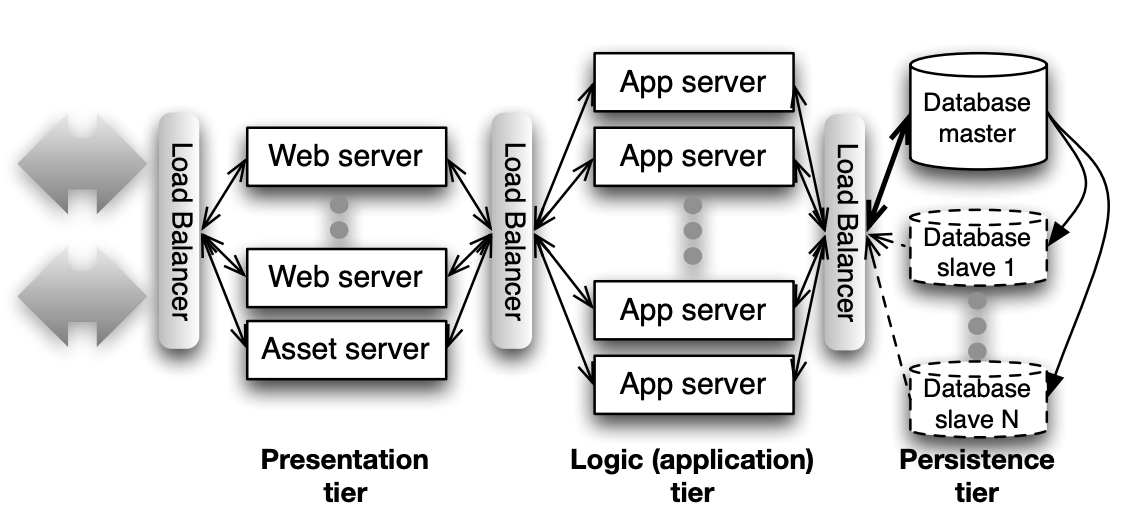 Load Balancer
Web server
Web server
Asset server
Presentation
tier
Load Balancer
App server
App server
App server
App server
Logic (application)
tier
Load Balancer
Database
master
Database
slave 1
Database
slave N
Persistence
tier